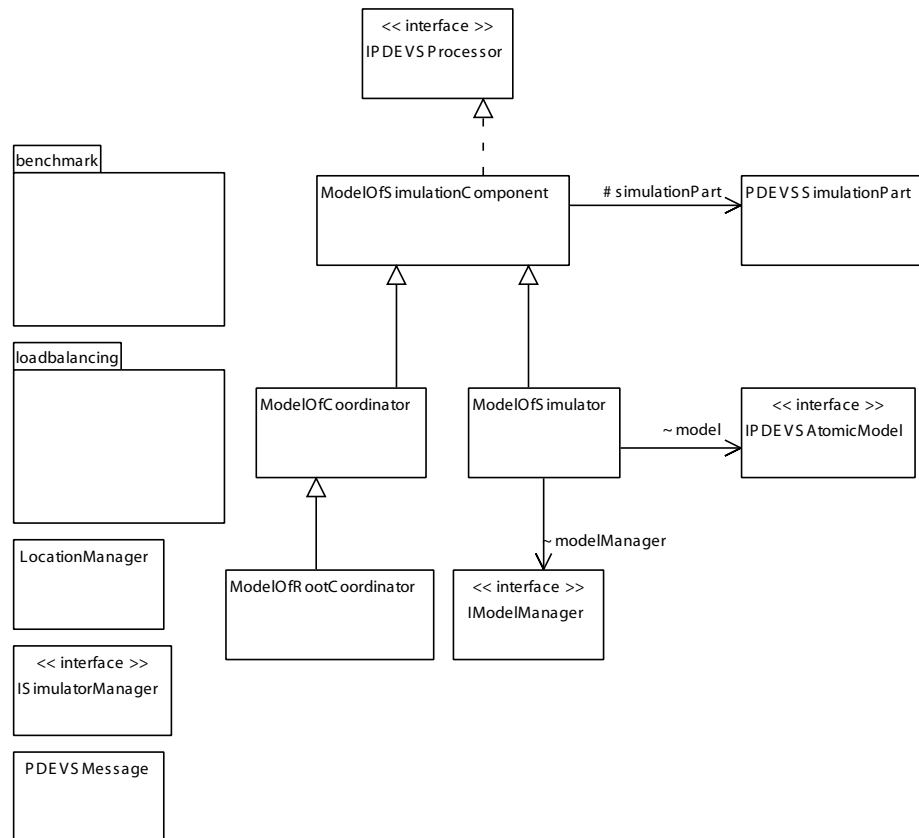 << interface >>
IPDEVSProcessor
benchmark
ModelOfSimulationComponent
# simulationPart
PDEVSSimulationPart
loadbalancing
ModelOfCoordinator
ModelOfSimulator
~ model
<< interface >>
IPDEVSAtomicModel
LocationManager
~ modelManager
ModelOfRootCoordinator
<< interface >>
IModelManager
<< interface >>
ISimulatorManager
PDEVSMessage